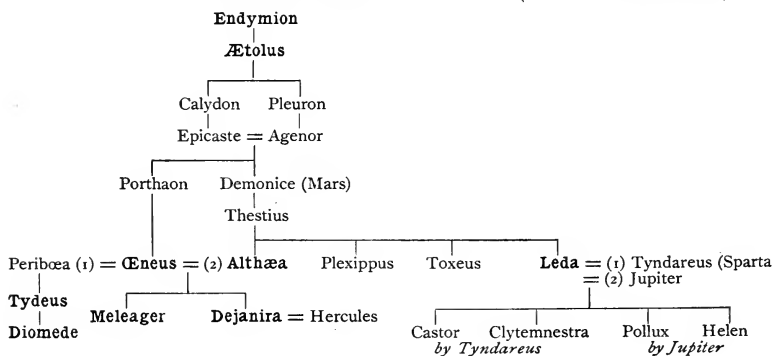 Endymion
Ætolus
Calydon Pleuron
Epicaste = Agenor
Porthaon Demonice (Mars)
Thestius
Peribœa (1) = Œneus = (2) Althæa Plexippus Toxeus Leda = (1) Tyndareus (Sparta
= (2) Jupiter
Tydeus
Meleager Dejanira = Hercules
Diomede
Castor Clytemnestra Pollux Helen
by Tyndareus by Jupiter